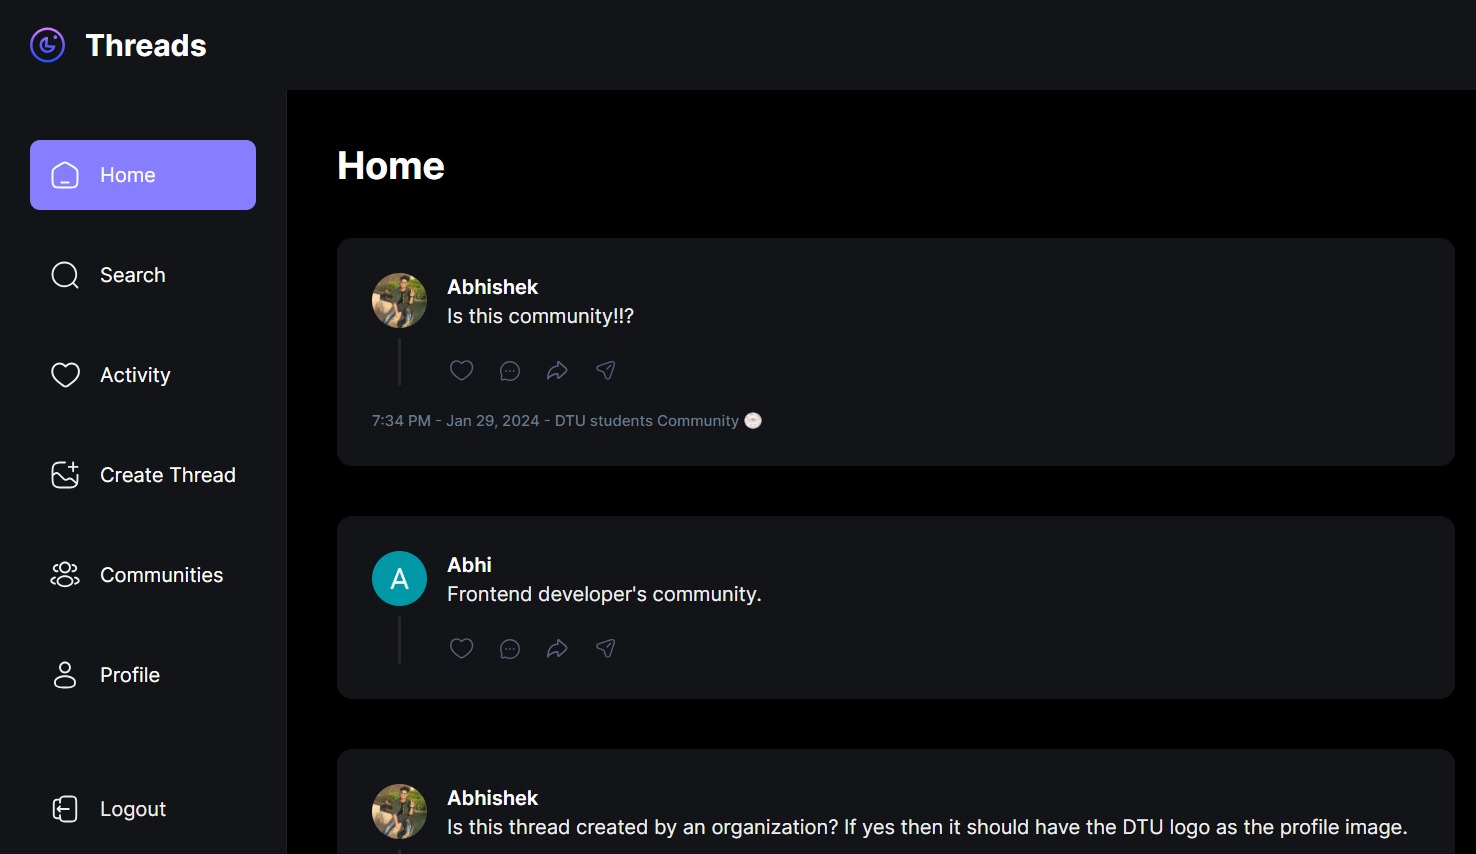 Threads
Home
Search
Activity
Create Thread
Communities
Profile
Logout
Home
Abhishek
Is this community!!?
7:34 PM - Jan 29, 2024 - DTU students Community
A
Abhi
Frontend developer's community.
Abhishek
Is this thread created by an organization? If yes then it should have the DTU logo as the profile image.